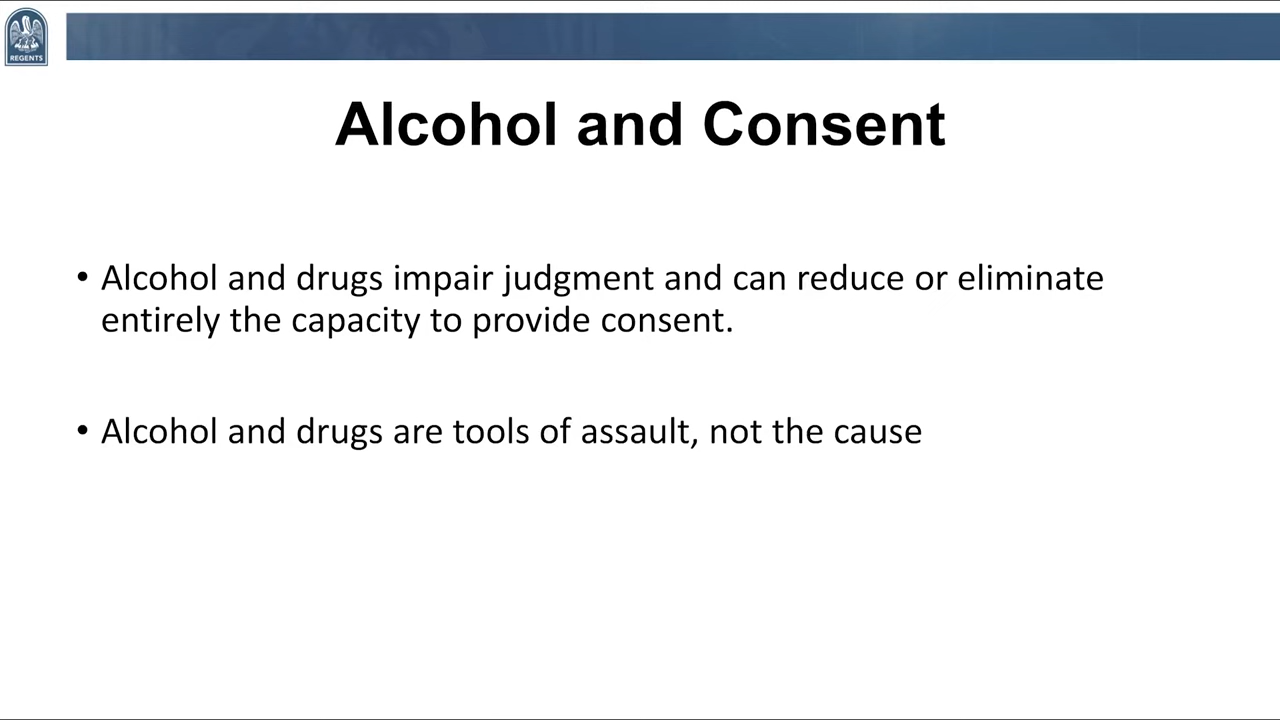 REGENTS
Alcohol and Consent
• Alcohol and drugs impair judgment and can reduce or eliminate
entirely the capacity to provide consent.
• Alcohol and drugs are tools of assault, not the cause